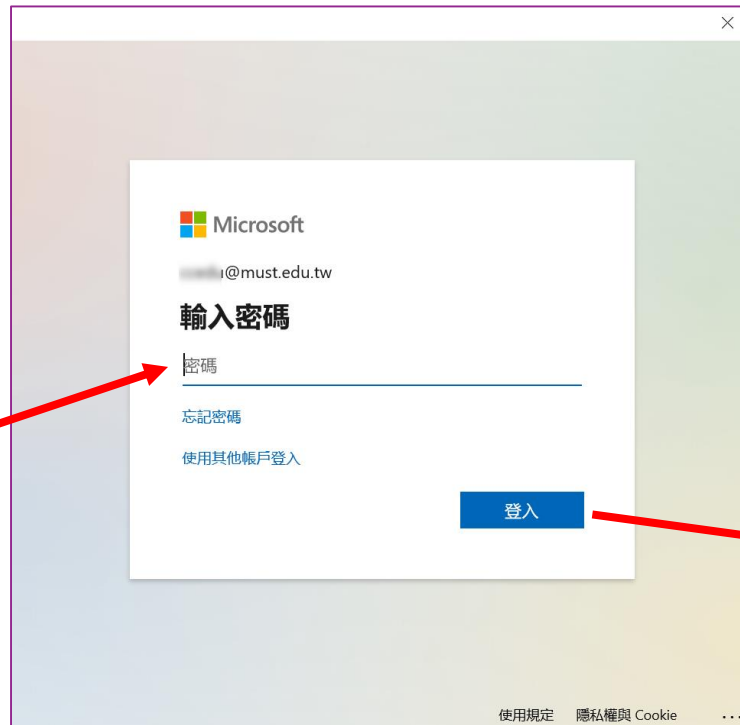 Microsoft
@must.edu.tw
輸入密碼
密碼
忘記密碼
使用其他帳戶登入
登入
使用規定 隱私權與 Cookie ...